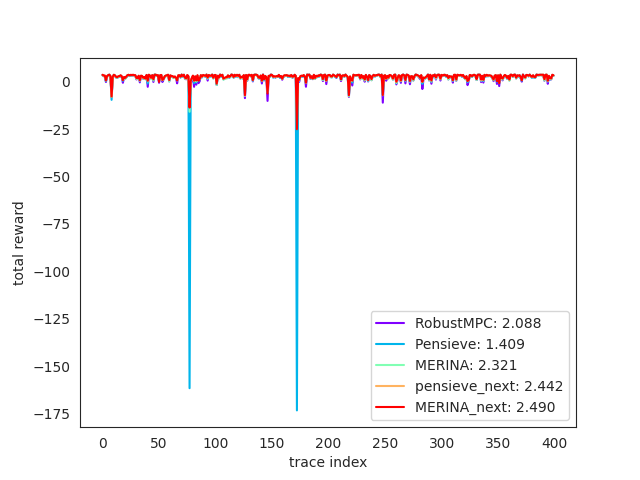 0
−25
−50
−75
−100
−125
−150
−175
total reward
RobustMPC: 2.088
Pensieve: 1.409
MERINA: 2.321
pensieve_next: 2.442
MERINA_next: 2.490
0 50 100 150 200 250 300 350 400
trace index